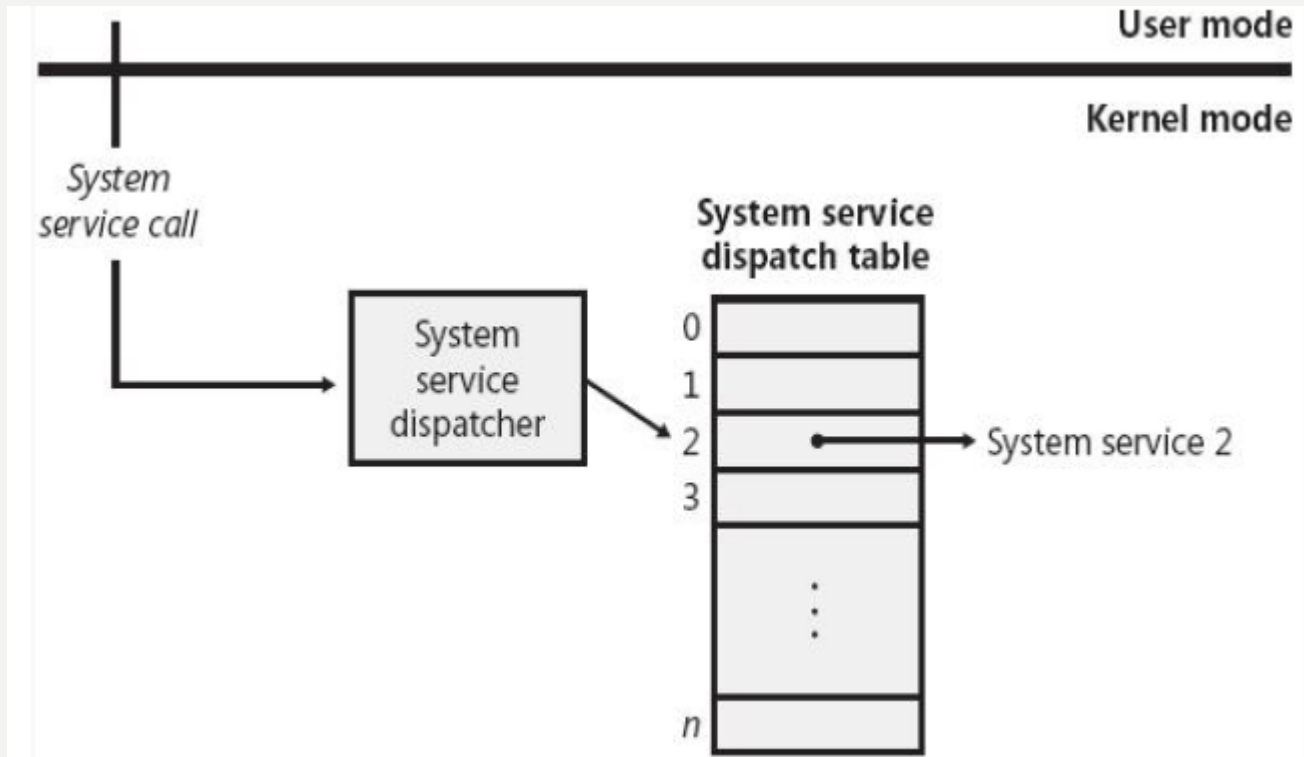 User mode
Kernel mode
System
service call
System service
dispatch table
System
service
dispatcher
0
1
2
System service 2
3
n